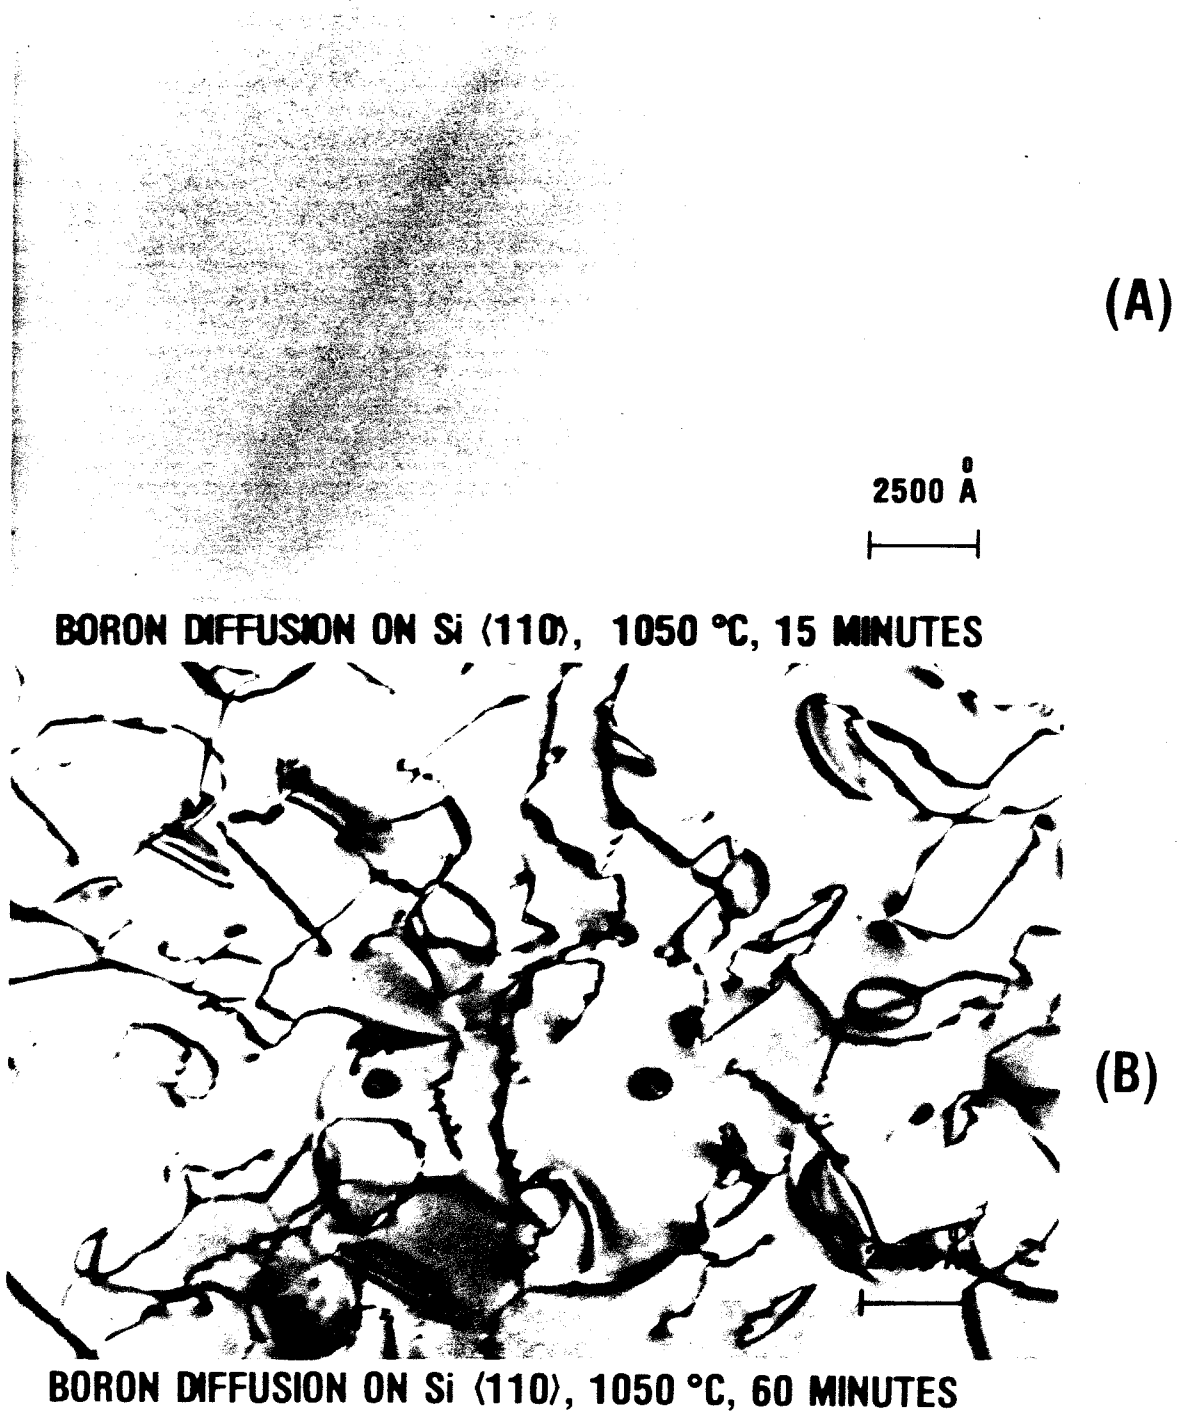 (A)
2500 Å
BORON DIFFUSION ON Si ⟨110⟩, 1050 °C, 15 MINUTES
(B)
BORON DIFFUSION ON Si ⟨110⟩, 1050 °C, 60 MINUTES